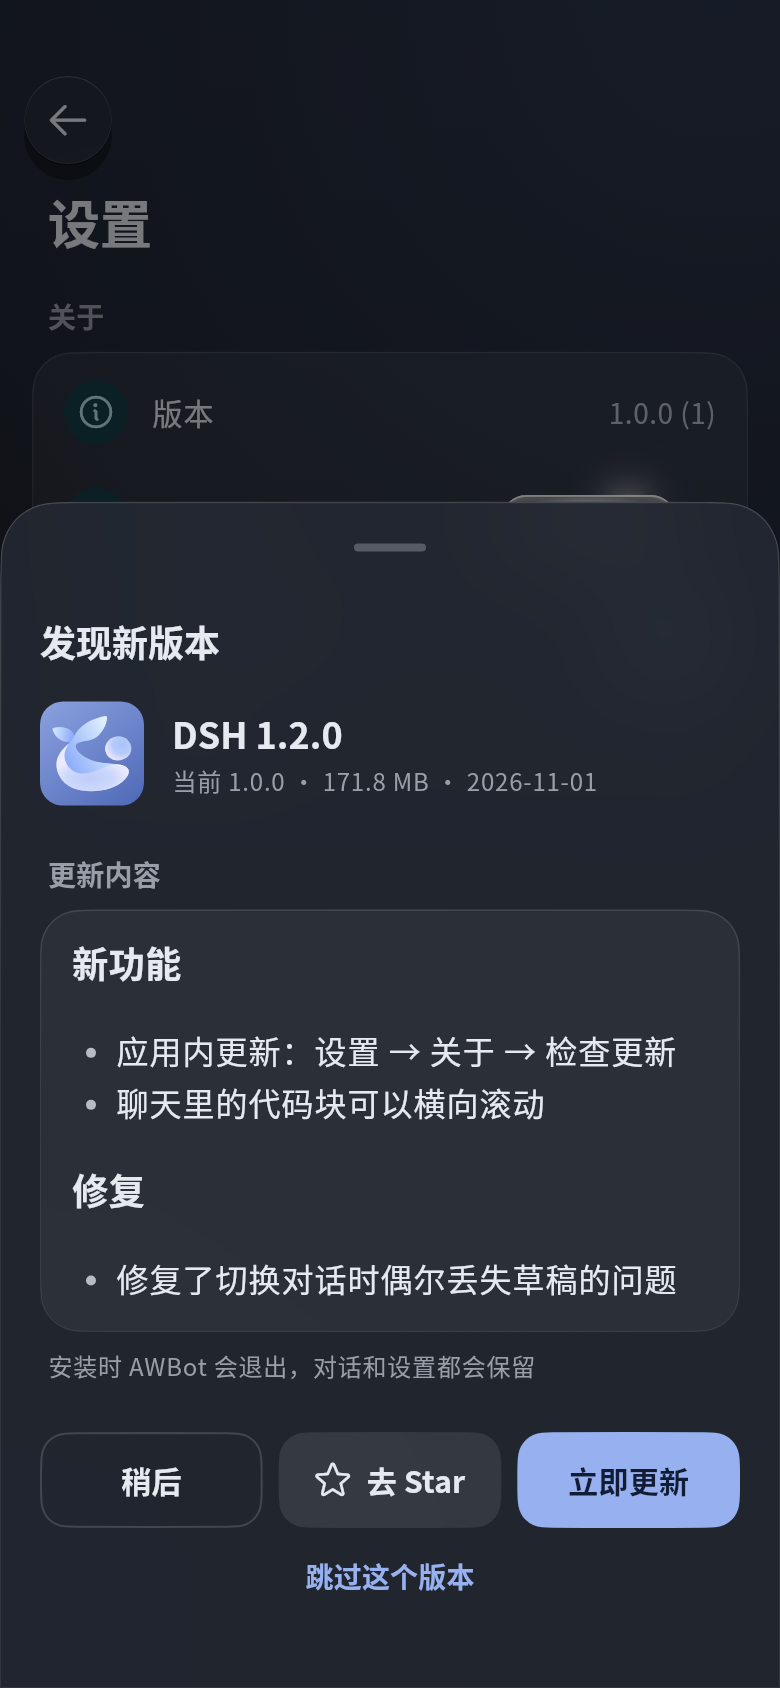 设置
关于
版本 1.0.0 (1)
发现新版本
DSH 1.2.0
当前 1.0.0 • 171.8 MB • 2026-11-01
更新内容
新功能
• 应用内更新：设置 → 关于 → 检查更新
• 聊天里的代码块可以横向滚动
修复
• 修复了切换对话时偶尔丢失草稿的问题
安装时 AWBot 会退出，对话和设置都会保留
稍后
去 Star
立即更新
跳过这个版本